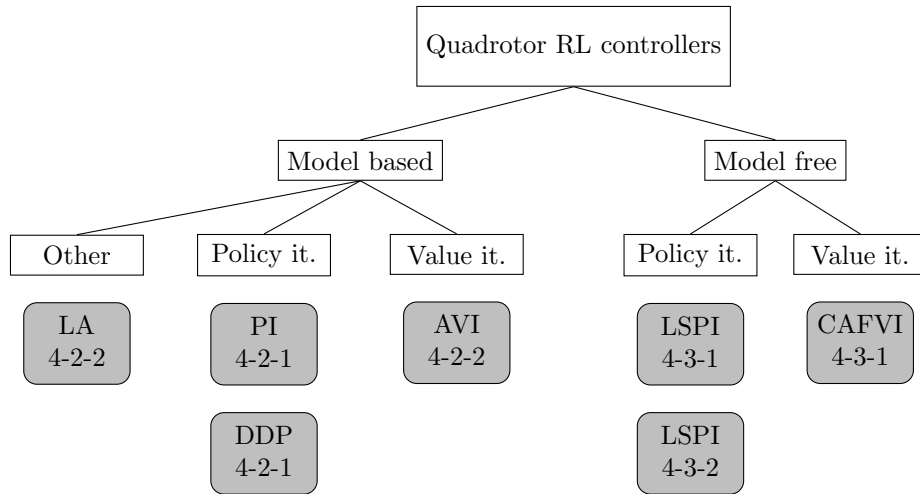 Quadrotor RL controllers
Model based
Model free
Other
Policy it.
Value it.
Policy it.
Value it.
LA
4-2-2
PI
4-2-1
AVI
4-2-2
LSPI
4-3-1
CAFVI
4-3-1
DDP
4-2-1
LSPI
4-3-2